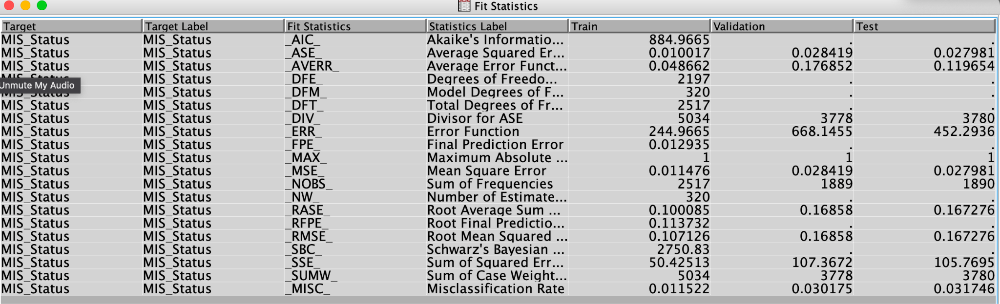 Fit Statistics
Target Target Label Fit Statistics Statistics Label Train Validation Test
MIS_Status MIS_Status _AIC_ Akaike's Informatio... 884.9665 . .
MIS_Status MIS_Status _ASE_ Average Squared Er... 0.010017 0.028419 0.027981
MIS_Status MIS_Status _AVERR_ Average Error Funct... 0.048662 0.176852 0.119654
MIS_Status MIS_Status _DFE_ Degrees of Freedo... 2197 . .
Unmute My Audio
MIS_Status MIS_Status _DFM_ Model Degrees of F... 320 . .
MIS_Status MIS_Status _DFT_ Total Degrees of Fr... 2517 . .
MIS_Status MIS_Status _DIV_ Divisor for ASE 5034 3778 3780
MIS_Status MIS_Status _ERR_ Error Function 244.9665 668.1455 452.2936
MIS_Status MIS_Status _FPE_ Final Prediction Error 0.012935 . .
MIS_Status MIS_Status _MAX_ Maximum Absolute ... 1 1 1
MIS_Status MIS_Status _MSE_ Mean Square Error 0.011476 0.028419 0.027981
MIS_Status MIS_Status _NOBS_ Sum of Frequencies 2517 1889 1890
MIS_Status MIS_Status _NW_ Number of Estimate... 320 . .
MIS_Status MIS_Status _RASE_ Root Average Sum ... 0.100085 0.16858 0.167276
MIS_Status MIS_Status _RFPE_ Root Final Predictio... 0.113732 . .
MIS_Status MIS_Status _RMSE_ Root Mean Squared ... 0.107126 0.16858 0.167276
MIS_Status MIS_Status _SBC_ Schwarz's Bayesian ... 2750.83 . .
MIS_Status MIS_Status _SSE_ Sum of Squared Err... 50.42513 107.3672 105.7695
MIS_Status MIS_Status _SUMW_ Sum of Case Weight... 5034 3778 3780
MIS_Status MIS_Status _MISC_ Misclassification Rate 0.011522 0.030175 0.031746